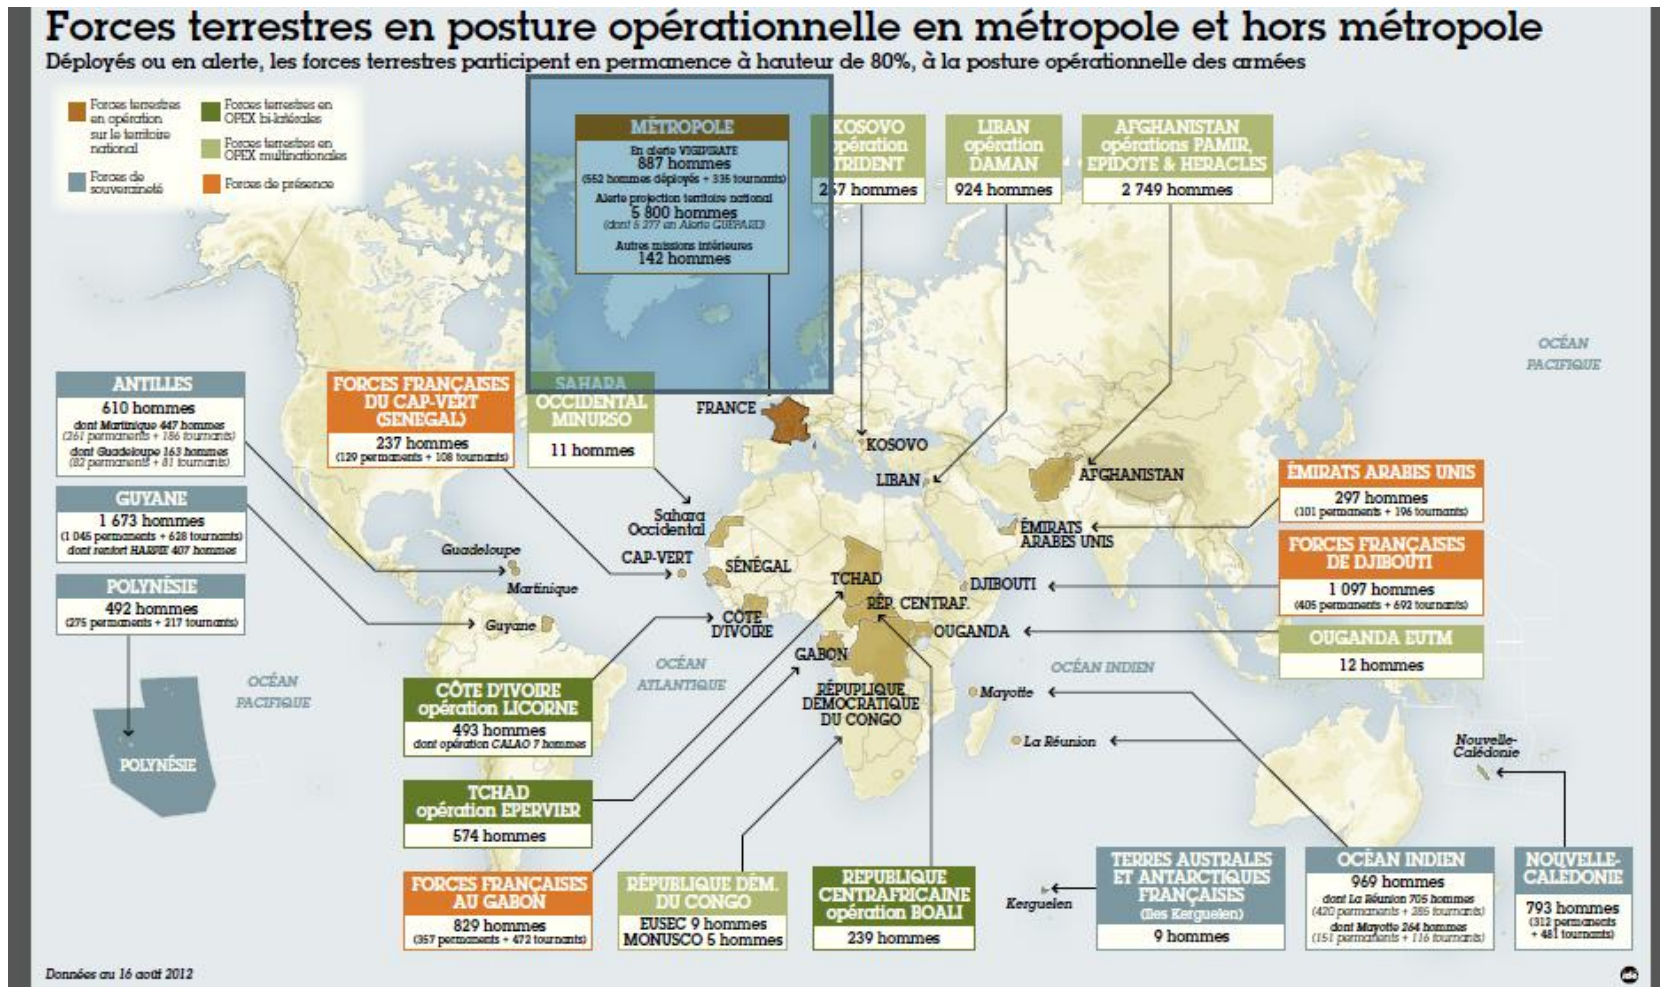 Forces terrestres en posture opérationnelle en métropole et hors métropole
Déployés ou en alerte, les forces terrestres participent en permanence à hauteur de 80%, à la posture opérationnelle des armées
Forces terrestres
en opération
sur le territoire
national
Forces de
souveraineté
Forces terrestres en
OPEX bi-latérales
Forces terrestres en
OPEX multinationales
Forces de présence
MÉTROPOLE
En alerte VIGIPIRATE
887 hommes
(552 hommes déployés + 335 tournants)
Alerte projection territoire national
5 800 hommes
(dont 5 277 en Alerte GUEPARD)
Autres missions intérieures
142 hommes
KOSOVO
opération
TRIDENT
257 hommes
LIBAN
opération
DAMAN
924 hommes
AFGHANISTAN
opérations PAMIR,
EPIDOTE & HERACLES
2 749 hommes
OCÉAN
PACIFIQUE
ANTILLES
610 hommes
dont Martinique 447 hommes
(261 permanents + 186 tournants)
dont Guadeloupe 163 hommes
(82 permanents + 81 tournants)
FORCES FRANÇAISES
DU CAP-VERT
(SENEGAL)
237 hommes
(129 permanents + 108 tournants)
SAHARA
OCCIDENTAL
MINURSO
11 hommes
FRANCE
KOSOVO
LIBAN
AFGHANISTAN
ÉMIRATS ARABES UNIS
297 hommes
(101 permanents + 196 tournants)
GUYANE
1 673 hommes
(1 045 permanents + 628 tournants)
dont renfort HARPIE 407 hommes
Sahara
Occidental
ÉMIRATS
ARABES UNIS
FORCES FRANÇAISES
DE DJIBOUTI
1 097 hommes
(405 permanents + 692 tournants)
POLYNÉSIE
492 hommes
(275 permanents + 217 tournants)
Guadeloupe
Martinique
CAP-VERT
SÉNÉGAL
TCHAD
DJIBOUTI
RÉP. CENTRAF.
Guyane
CÔTE
D'IVOIRE
OUGANDA
OUGANDA EUTM
12 hommes
GABON
OCÉAN
ATLANTIQUE
OCÉAN INDIEN
OCÉAN
PACIFIQUE
CÔTE D'IVOIRE
opération LICORNE
493 hommes
dont opération CALAO 7 hommes
RÉPUPLIQUE
DÉMOCRATIQUE
DU CONGO
Mayotte
La Réunion
Nouvelle-
Calédonie
POLYNÉSIE
TCHAD
opération EPERVIER
574 hommes
FORCES FRANÇAISES
AU GABON
829 hommes
(357 permanents + 472 tournants)
RÉPUBLIQUE DÉM.
DU CONGO
EUSEC 9 hommes
MONUSCO 5 hommes
RÉPUBLIQUE
CENTRAFRICAINE
opération BOALI
239 hommes
Kerguelen
TERRES AUSTRALES
ET ANTARCTIQUES
FRANÇAISES
(Iles Kerguelen)
9 hommes
OCÉAN INDIEN
969 hommes
dont La Réunion 705 hommes
(420 permanents + 285 tournants)
dont Mayotte 264 hommes
(151 permanents + 116 tournants)
NOUVELLE-
CALÉDONIE
793 hommes
(312 permanents
+ 481 tournants)
Données au 16 août 2012